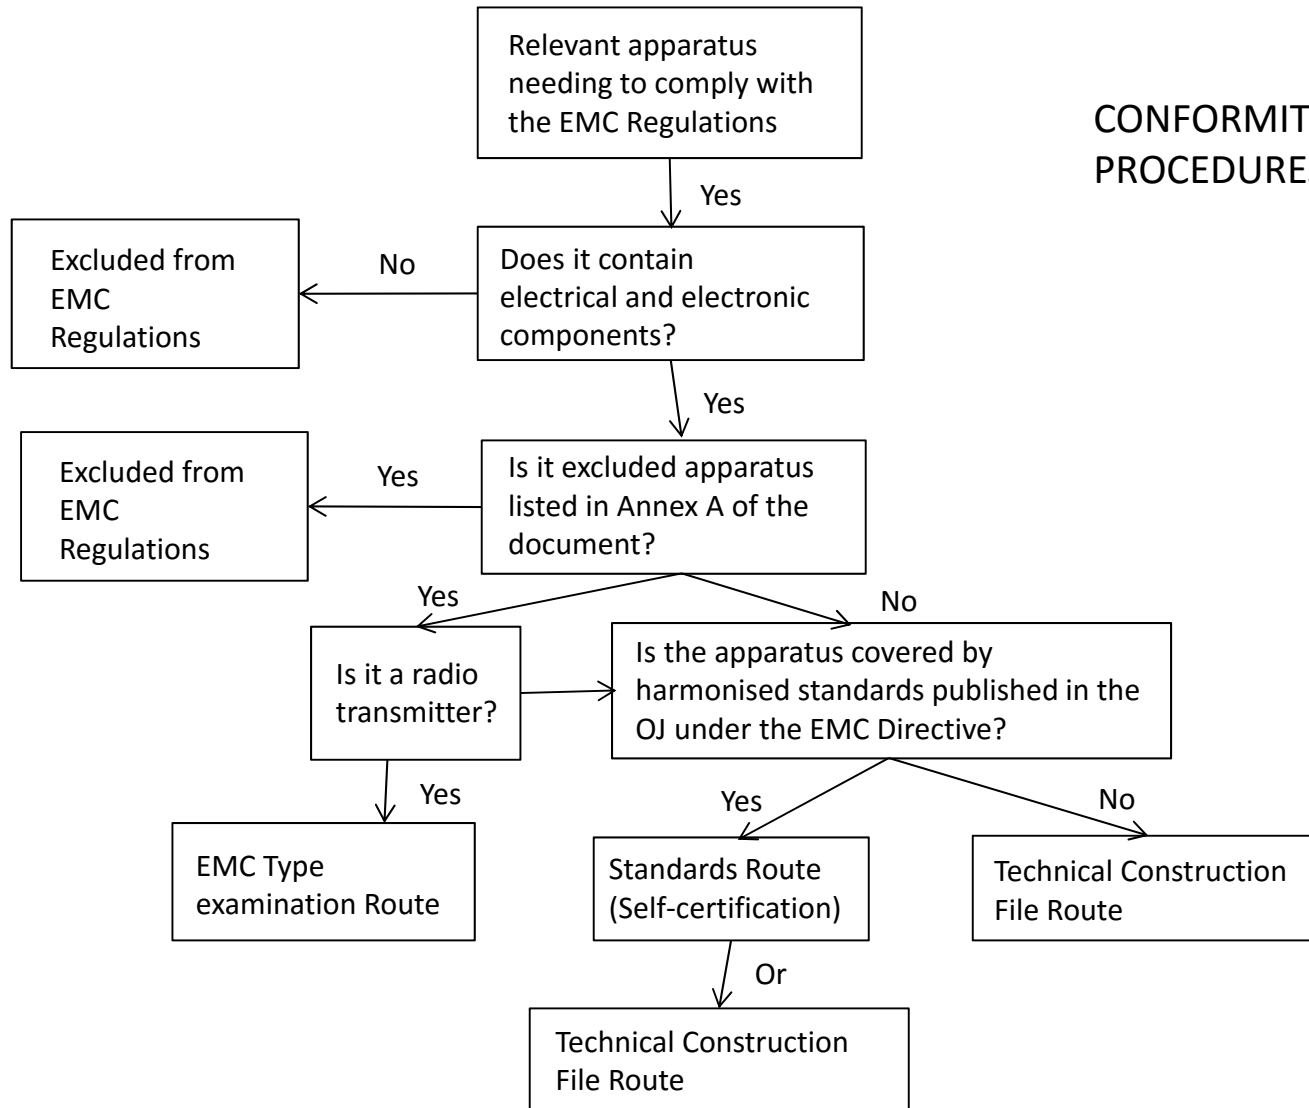 Relevant apparatus
needing to comply with
the EMC Regulations
CONFORMIT
PROCEDURE
Yes
Excluded from
EMC
Regulations
No
Does it contain
electrical and electronic
components?
Yes
Excluded from
EMC
Regulations
Yes
Is it excluded apparatus
listed in Annex A of the
document?
Yes
No
Is it a radio
transmitter?
Is the apparatus covered by
harmonised standards published in the
OJ under the EMC Directive?
Yes
Yes
No
EMC Type
examination Route
Standards Route
(Self-certification)
Technical Construction
File Route
Or
Technical Construction
File Route